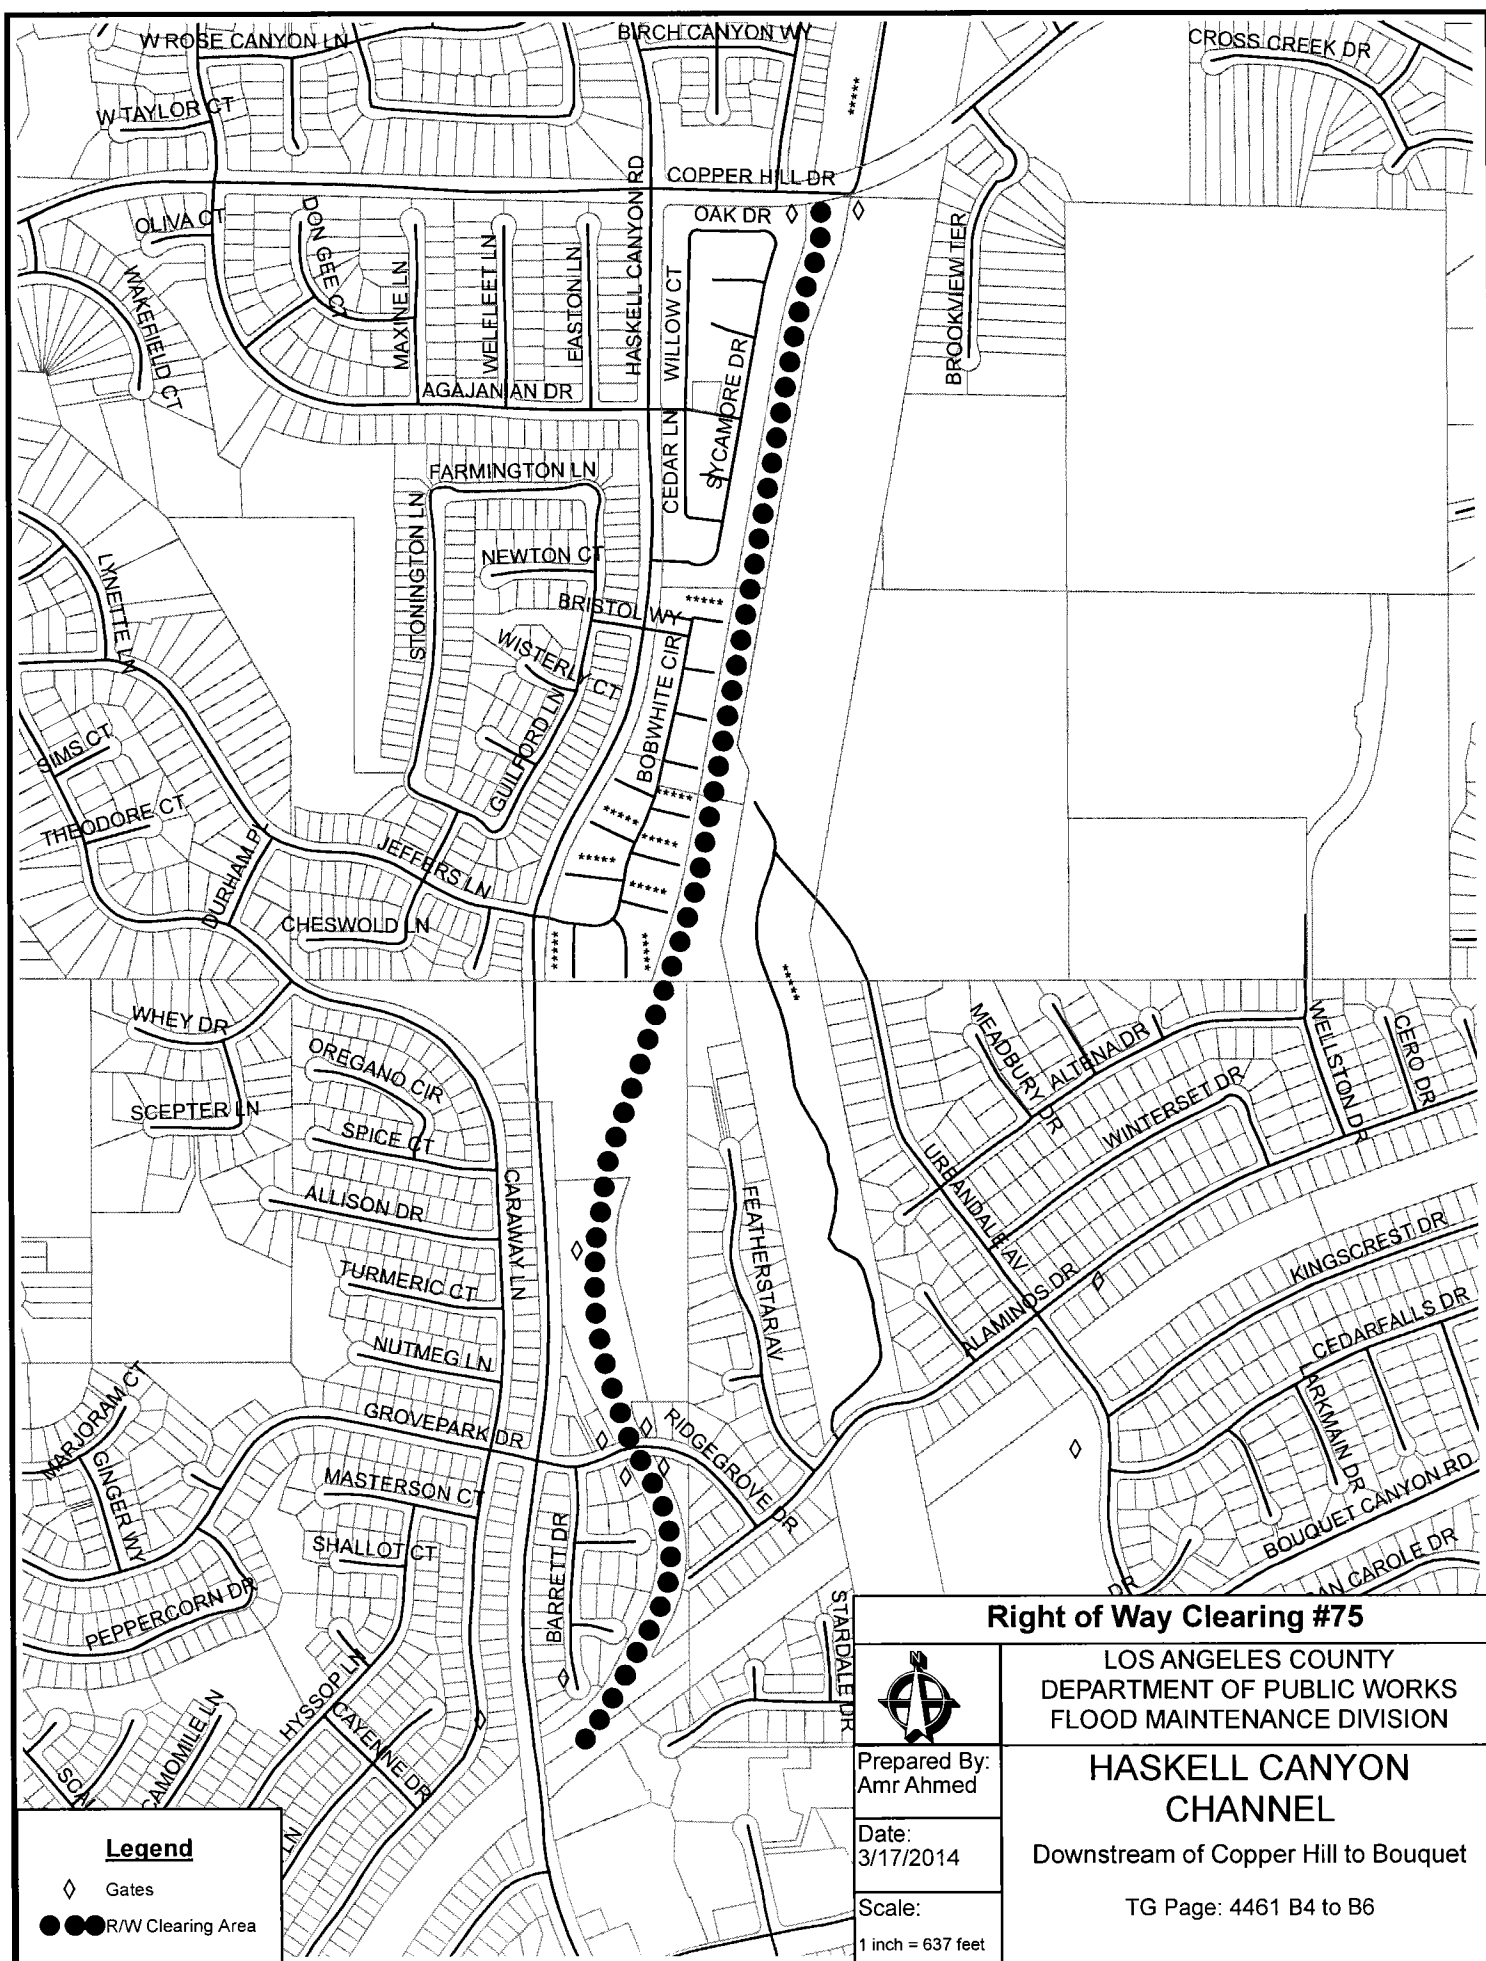 W ROSE CANYON LN
BIRCH CANYON WY
CROSS CREEK DR
*****
W TAYLOR CT
HASKELL CANYON RD
COPPER HILL DR
OLIVA CT
DON GEE CT
OAK DR
BROOKVIEW TER
WAKEFIELD CT
MAXINE LN
WELFLEET LN
EASTON LN
WILLOW CT
SYCAMORE DR
AGAJANIAN DR
CEDAR LN
FARMINGTON LN
STONINGTON LN
LYNETTE LN
NEWTON CT
BRISTOL WY
*****
WISTERLY CT
BOBWHITE CIR
GUILFORD LN
SIMS CT
THEODORE CT
*****
*****
*****
DURHAM PL
JEFFERS LN
*****
*****
CHESWOLD LN
*****
*****
*****
WHEY DR
MEADBURY DR
ALTENA DR
WELLSTON DR
CERO DR
OREGANO CIR
WINTERSET DR
SCEPTER LN
SPICE CT
CARAWAY LN
URBANDALE AV
ALLISON DR
FEATHERSTAR AV
KINGSCREST DR
TURMERIC CT
ALAMINOS DR
CEDARFALLS DR
NUTMEG LN
LARKMAIN DR
MARJORAM CT
GROVEPARK DR
RIDGEGROVE DR
GINGER WY
MASTERSON CT
BOUQUET CANYON RD
SHALLOT CT
BARRETT DR
AN CAROLE DR
DR
PEPPERCORN DR
STARDALE DR
HYSSOP LN
CAYENNE DR
CAMOMILE LN
SCA
LN
Legend
Gates
R/W Clearing Area
Right of Way Clearing #75
N
LOS ANGELES COUNTY
DEPARTMENT OF PUBLIC WORKS
FLOOD MAINTENANCE DIVISION
Prepared By:
Amr Ahmed
Date:
3/17/2014
Scale:
1 inch = 637 feet
HASKELL CANYON
CHANNEL
Downstream of Copper Hill to Bouquet
TG Page: 4461 B4 to B6